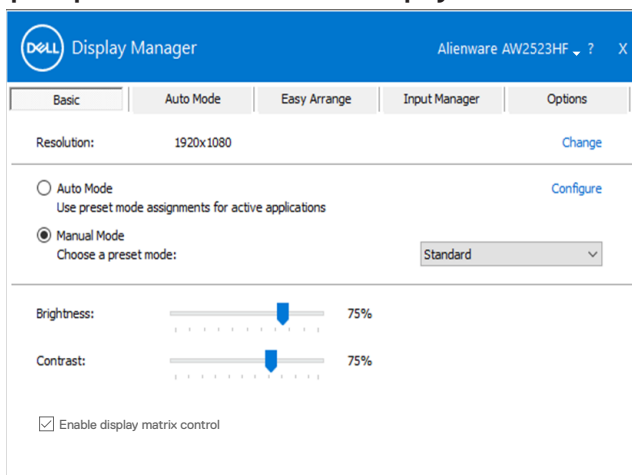 DELL Display Manager Alienware AW2523HF ? X
Basic Auto Mode Easy Arrange Input Manager Options
Resolution: 1920x1080 Change
Auto Mode Configure
Use preset mode assignments for active applications
Manual Mode
Choose a preset mode: Standard
Brightness: 75%
Contrast: 75%
Enable display matrix control